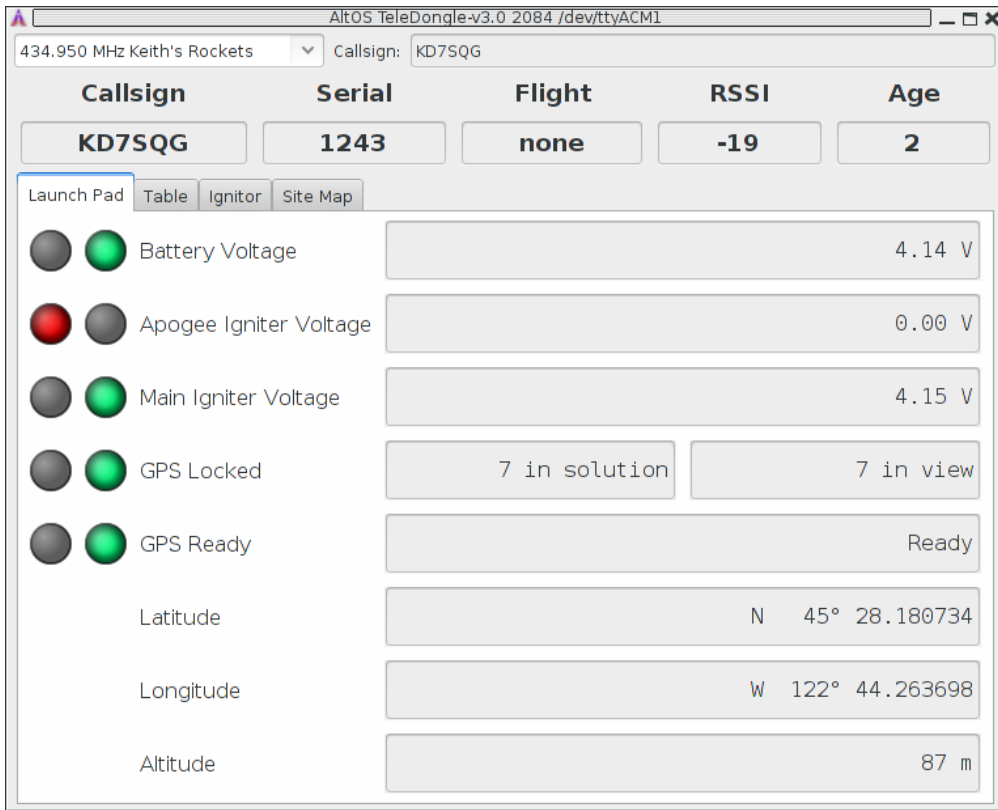 AltOS TeleDongle-v3.0 2084 /dev/ttyACM1
434.950 MHz Keith's Rockets Callsign: KD7SQG
Callsign Serial Flight RSSI Age
KD7SQG 1243 none -19 2
Launch Pad Table Ignitor Site Map
Battery Voltage 4.14 V
Apogee Igniter Voltage 0.00 V
Main Igniter Voltage 4.15 V
GPS Locked 7 in solution 7 in view
GPS Ready Ready
Latitude N 45° 28.180734
Longitude W 122° 44.263698
Altitude 87 m